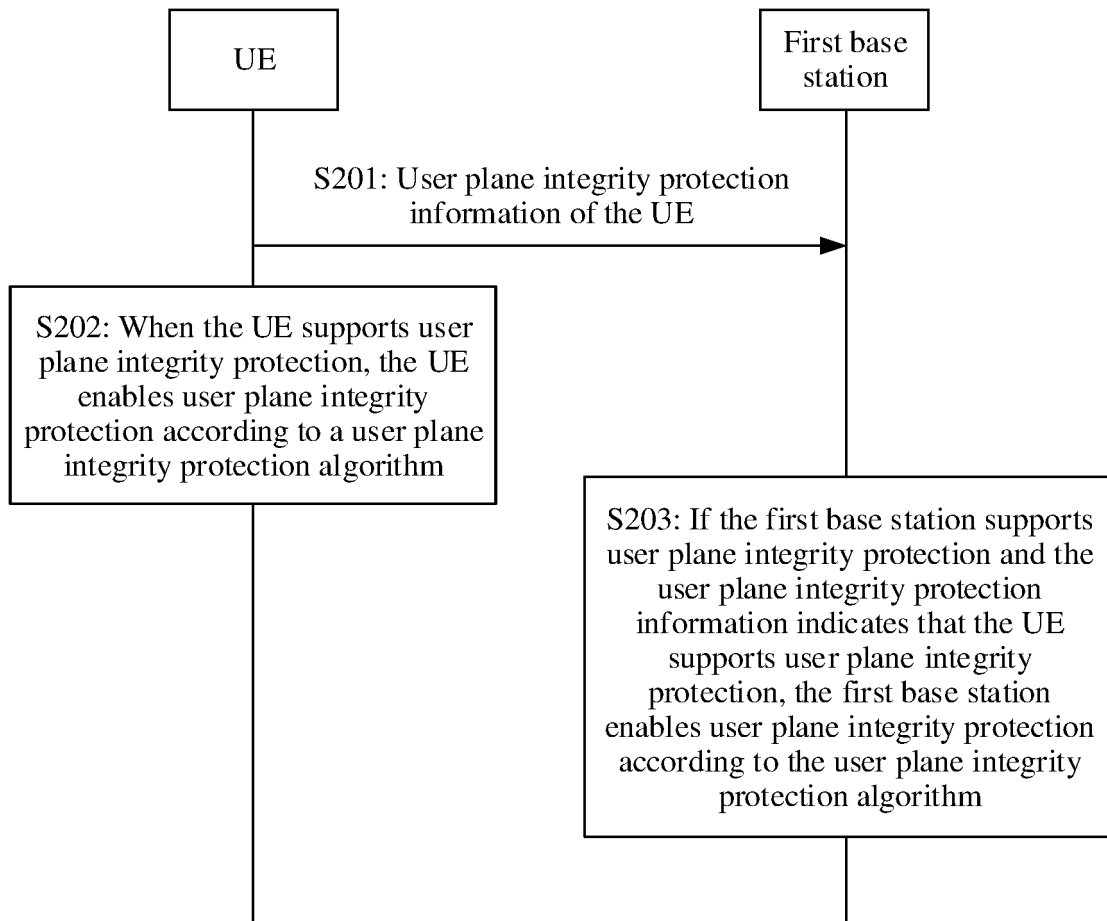 UE
First base
station
S201: User plane integrity protection
information of the UE
S202: When the UE supports user
plane integrity protection, the UE
enables user plane integrity
protection according to a user plane
integrity protection algorithm
S203: If the first base station supports
user plane integrity protection and the
user plane integrity protection
information indicates that the UE
supports user plane integrity
protection, the first base station
enables user plane integrity protection
according to the user plane integrity
protection algorithm